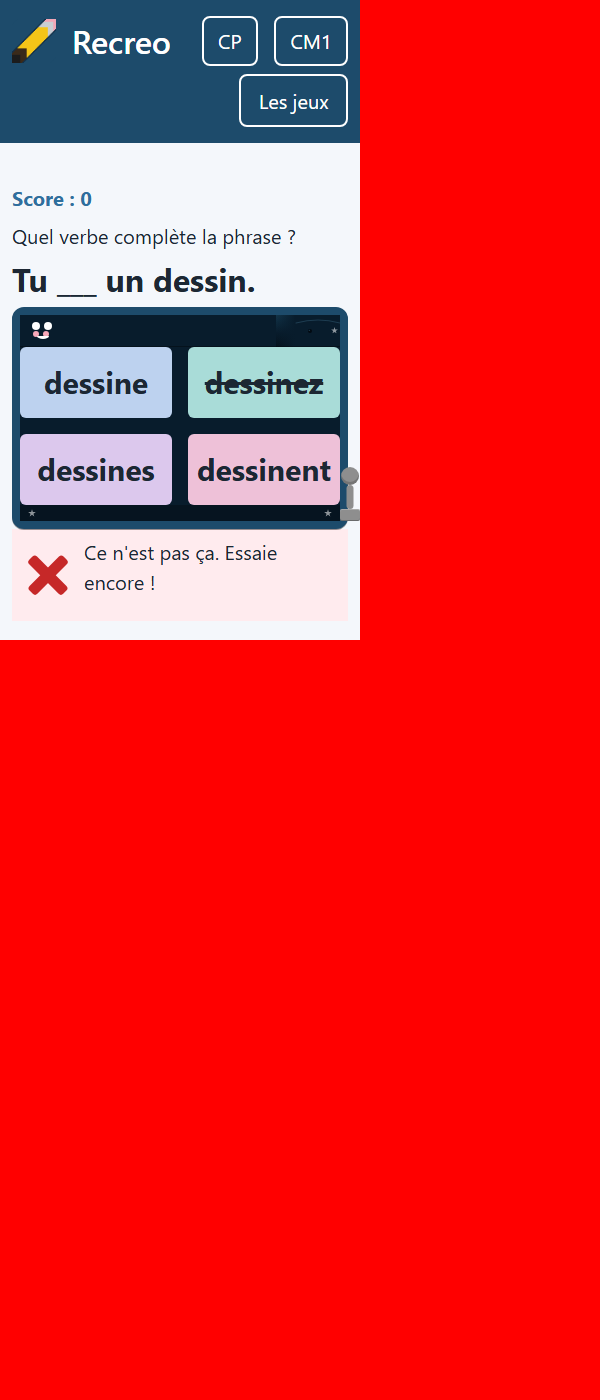 Recreo
CP
CM1
Les jeux
Score : 0
Quel verbe complète la phrase ?
Tu ___ un dessin.
dessine
dessinez
dessines
dessinent
Ce n'est pas ça. Essaie
encore !